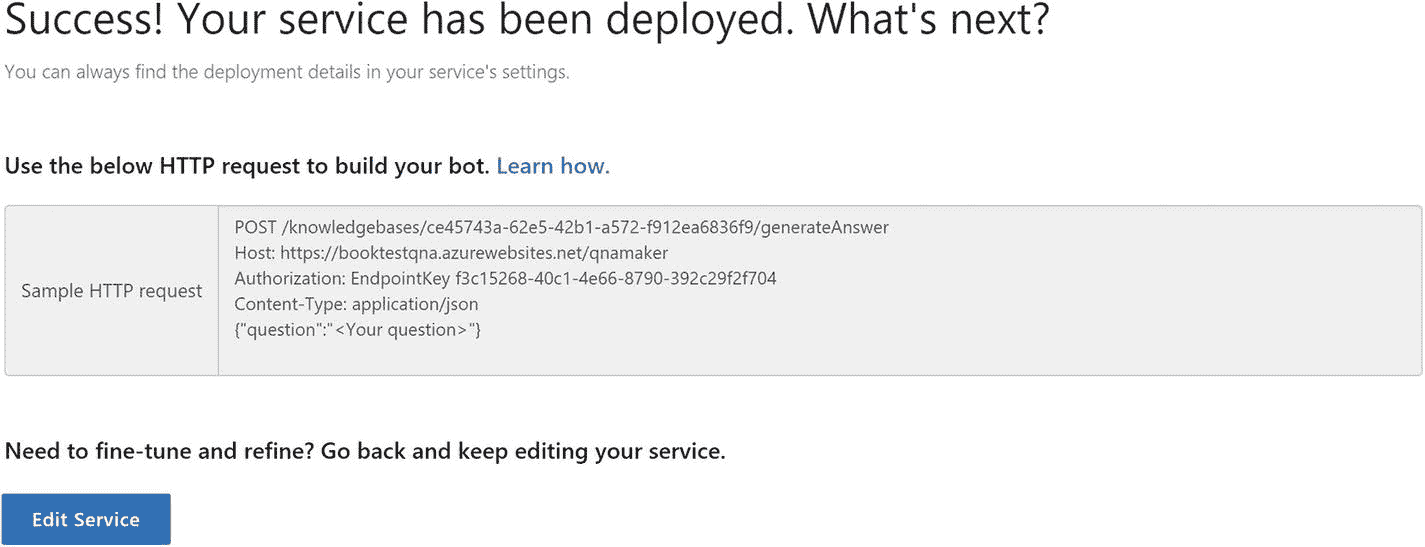 Success! Your service has been deployed. What's next?
You can always find the deployment details in your service's settings.
Use the below HTTP request to build your bot. Learn how.
Sample HTTP request
POST /knowledgebases/ce45743a-62e5-42b1-a572-f912ea6836f9/generateAnswer
Host: https://booktestqna.azurewebsites.net/qnamaker
Authorization: EndpointKey f3c15268-40c1-4e66-8790-392c29f2f704
Content-Type: application/json
{"question":"<Your question>"}
Need to fine-tune and refine? Go back and keep editing your service.
Edit Service